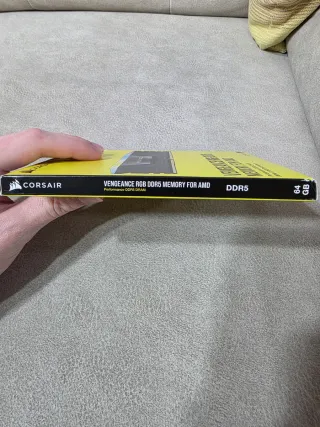 CORSAIR
VENGEANCE RGB DDR5 MEMORY FOR AMD
Performance DDR5 DRAM
DDR5
64
GB